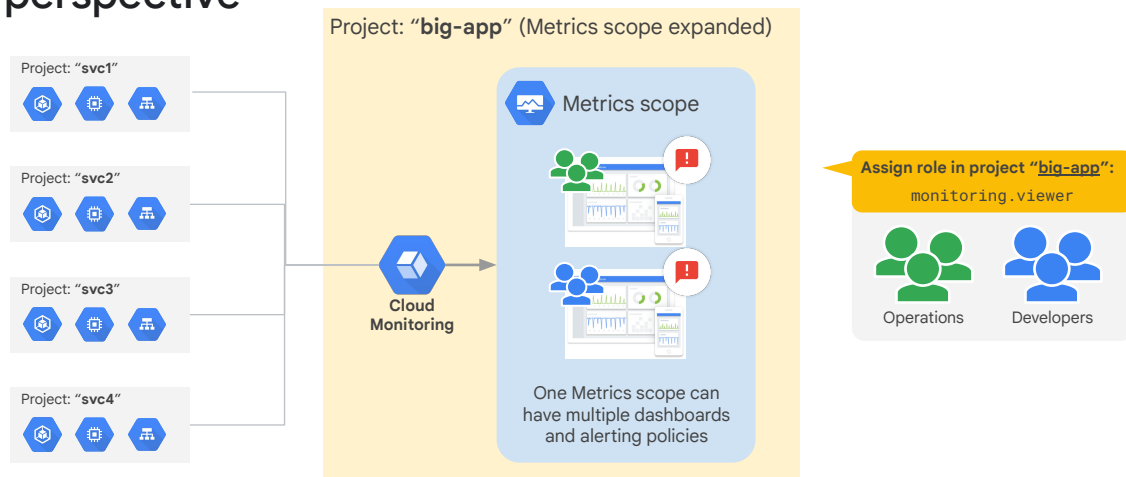 perspective
Project: “big-app” (Metrics scope expanded)
Project: “svc1”
Project: “svc2”
Project: “svc3”
Project: “svc4”
Cloud
Monitoring
Metrics scope
!
!
One Metrics scope can
have multiple dashboards
and alerting policies
Assign role in project “big-app”:
monitoring.viewer
Operations
Developers